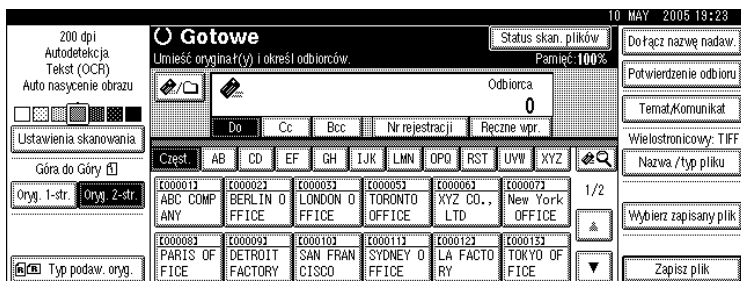 10 MAY 2005 19:23
200 dpi
Autodetekcja
Tekst (OCR)
Auto nasycenie obrazu
Ustawienia skanowania
Góra do Góry
Oryg. 1-str.
Oryg. 2-str.
Typ podaw. oryg.
Gotowe
Status skan. plików
Umieść oryginał(y) i określ odbiorców.
Pamięć:100%
Odbiorca
0
Do
Cc
Bcc
Nr rejestracji
Ręczne wpr.
Częst.
AB
CD
EF
GH
IJK
LMN
OPQ
RST
UVW
XYZ
[00001]
ABC COMP
ANY
[00002]
BERLIN O
FFICE
[00003]
LONDON O
FFICE
[00005]
TORONTO
OFFICE
[00006]
XYZ CO.,
LTD
[00007]
New York
OFFICE
1/2
[00008]
PARIS OF
FICE
[00009]
DETROIT
FACTORY
[00010]
SAN FRAN
CISCO
[00011]
SYDNEY O
FFICE
[00012]
LA FACTO
RY
[00013]
TOKYO OF
FICE
Dołącz nazwę nadaw.
Potwierdzenie odbioru
Temat/Komunikat
Wielostronicowy: TIFF
Nazwa /typ pliku
Wybierz zapisany plik
Zapisz plik